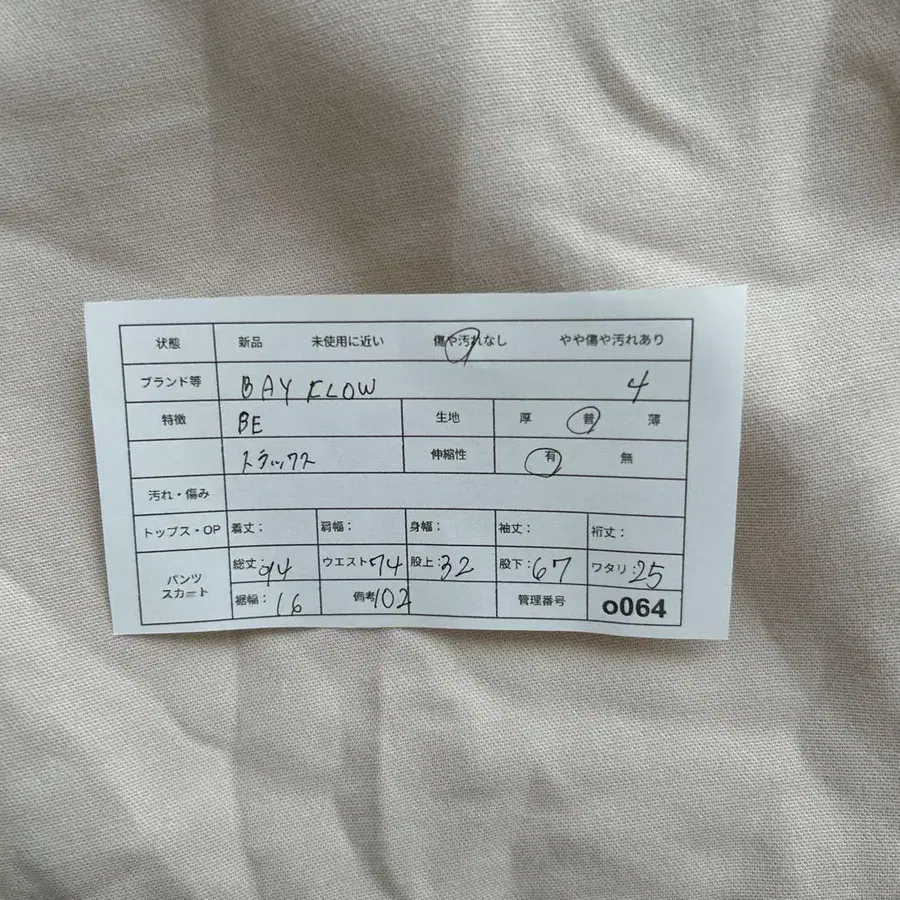 状態 新品 未使用に近い 傷や汚れなし やや傷や汚れあり
ブランド等 BAY FLOW 4
特徴 BE 生地 厚 普 薄
スラックス 伸縮性 有 無
汚れ・傷み
トップス・OP 着丈: 肩幅: 身幅: 袖丈: 裄丈:
パンツ スカート 総丈:94 ウエスト74 股上:32 股下:67 ワタリ:25
裾幅:16 備考102 管理番号 o064